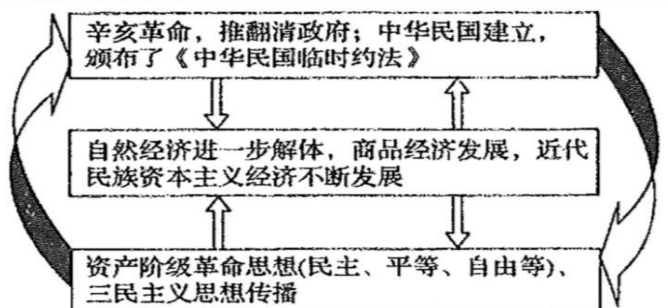 辛亥革命，推翻清政府；中华民国建立，
颁布了《中华民国临时约法》
自然经济进一步解体，商品经济发展，近代
民族资本主义经济不断发展
资产阶级革命思想(民主、平等、自由等)、
三民主义思想传播